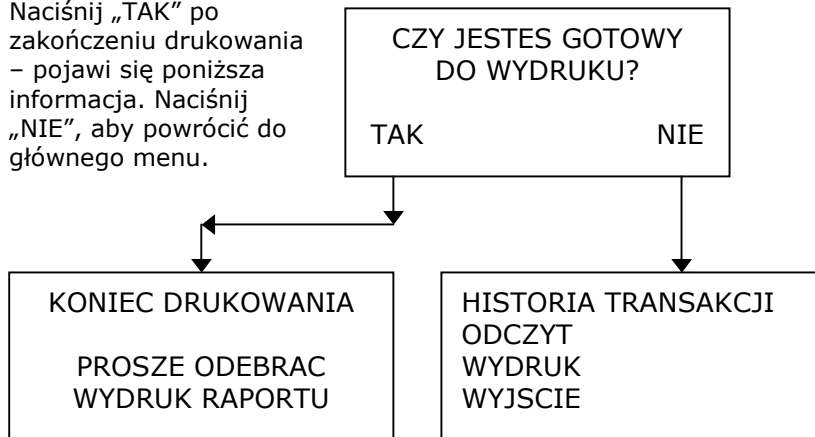 Naciśnij „TAK” po
zakończeniu drukowania
– pojawi się poniższa
informacja. Naciśnij
„NIE”, aby powrócić do
głównego menu.
CZY JESTES GOTOWY
DO WYDRUKU?
TAK NIE
KONIEC DRUKOWANIA
PROSZE ODEBRAC
WYDRUK RAPORTU
HISTORIA TRANSAKCJI
ODCZYT
WYDRUK
WYJSCIE